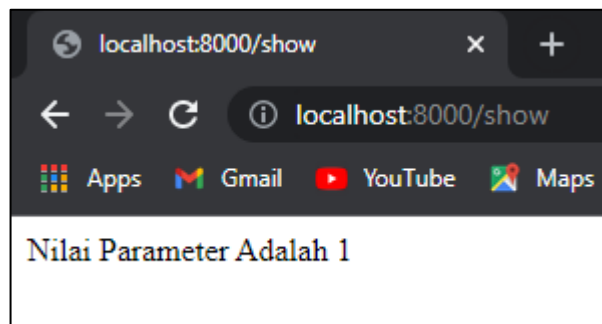 localhost:8000/show
localhost:8000/show
Apps Gmail YouTube Maps
Nilai Parameter Adalah 1